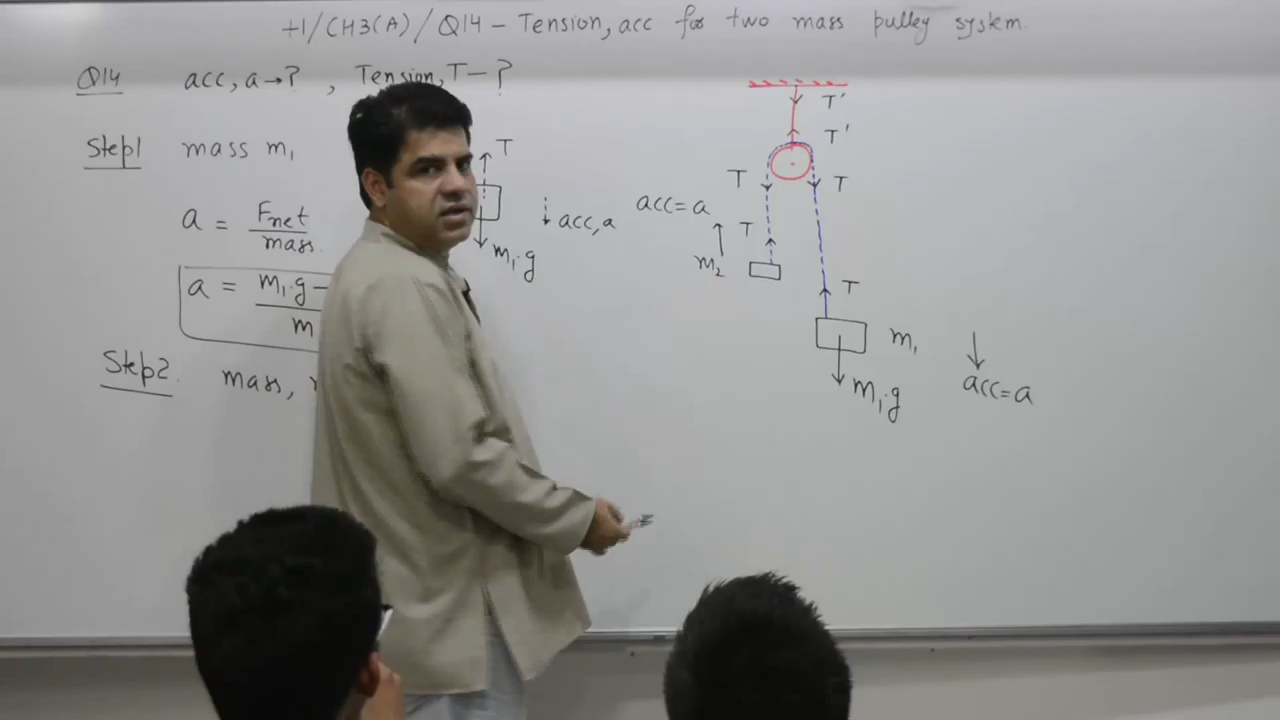 +1/CH3(A)/Q14 - Tension, acc for two mass pulley system.
Q14 acc, a → ? , Tension, T - ?
Step1 mass m₁
a = Fnet
mass.
a = m₁.g -
m
Step2. mass,
T
acc, a
m₁.g
T'
T'
T
T
acc = a
T
m₂
T
m₁
m₁.g
acc = a